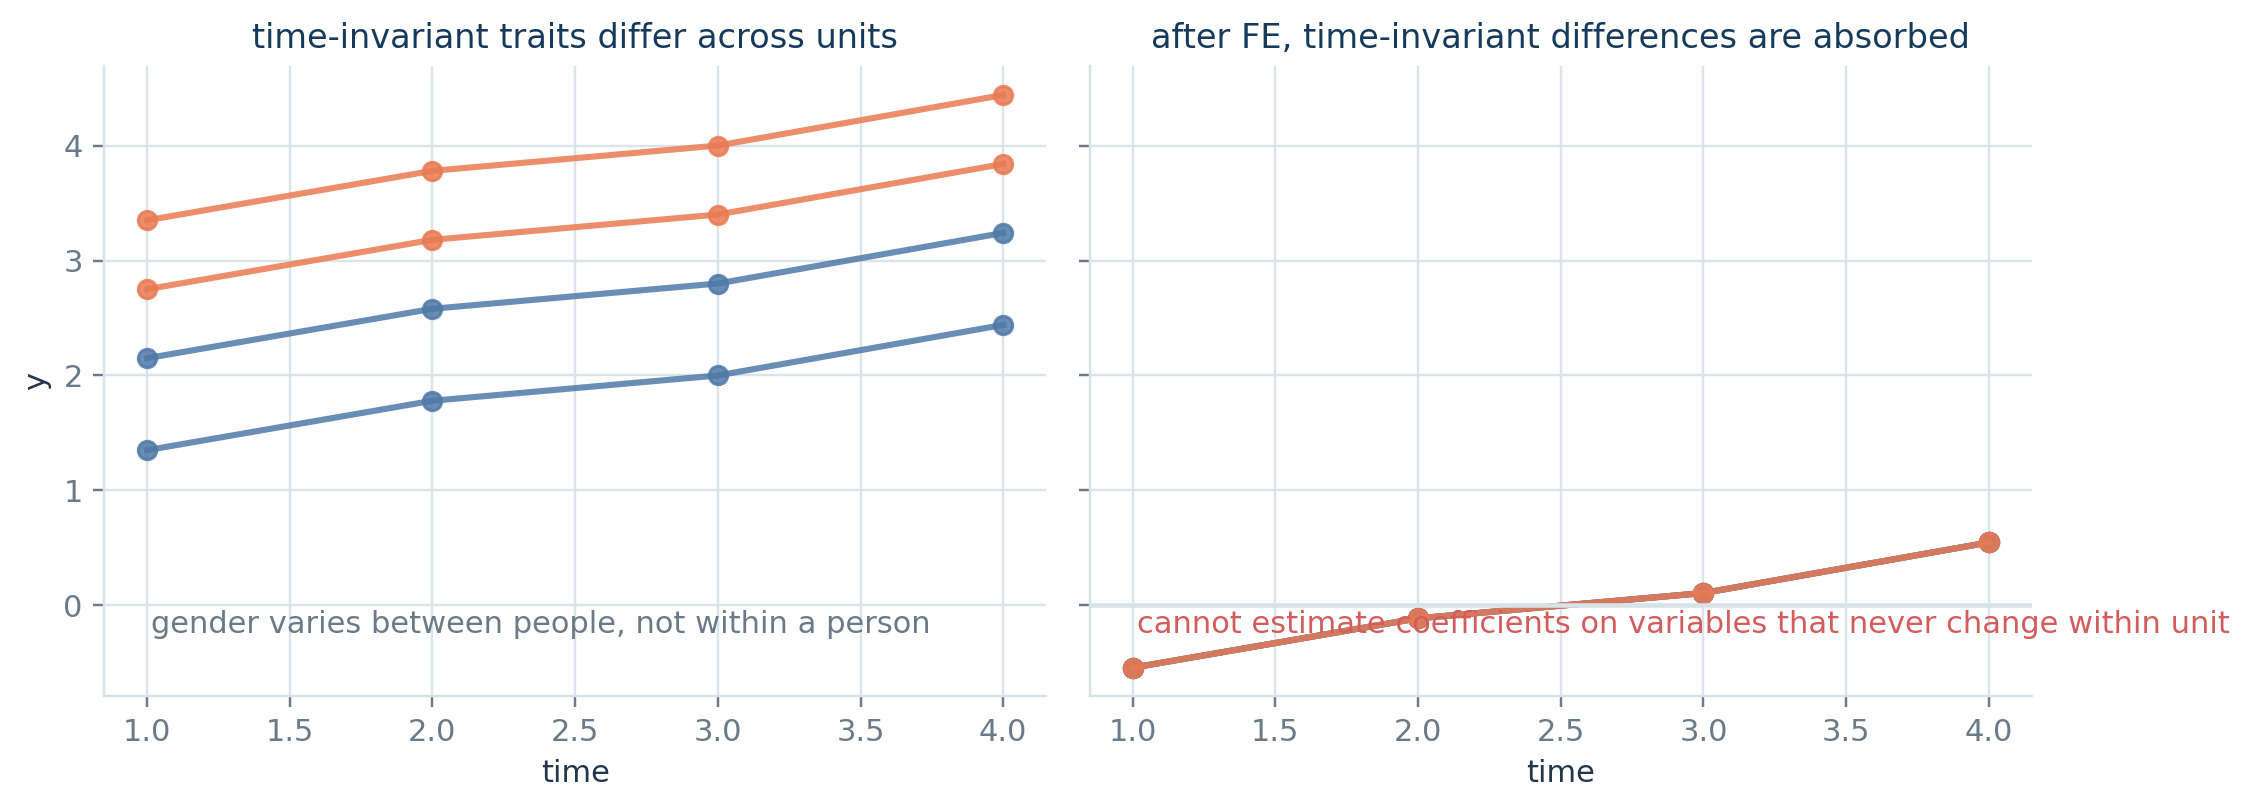 time-invariant traits differ across units
y
4
3
2
1
0
gender varies between people, not within a person
1.0 1.5 2.0 2.5 3.0 3.5 4.0
time
after FE, time-invariant differences are absorbed
cannot estimate coefficients on variables that never change within unit
1.0 1.5 2.0 2.5 3.0 3.5 4.0
time